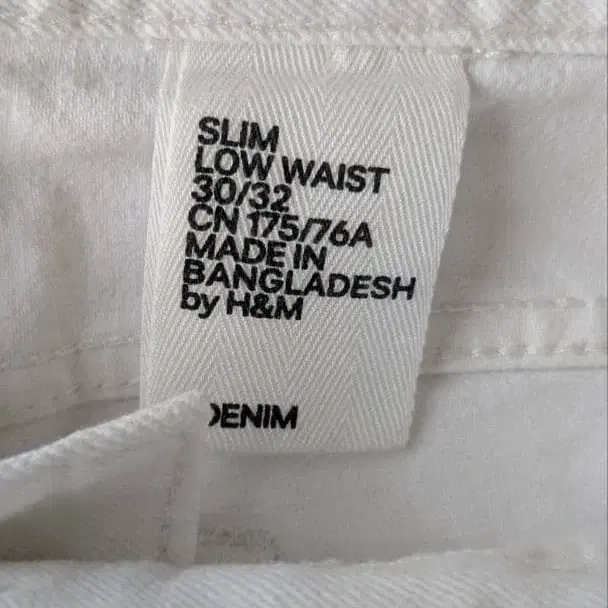 SLIM
LOW WAIST
30/32
CN 175/76A
MADE IN
BANGLADESH
by H&M
DENIM